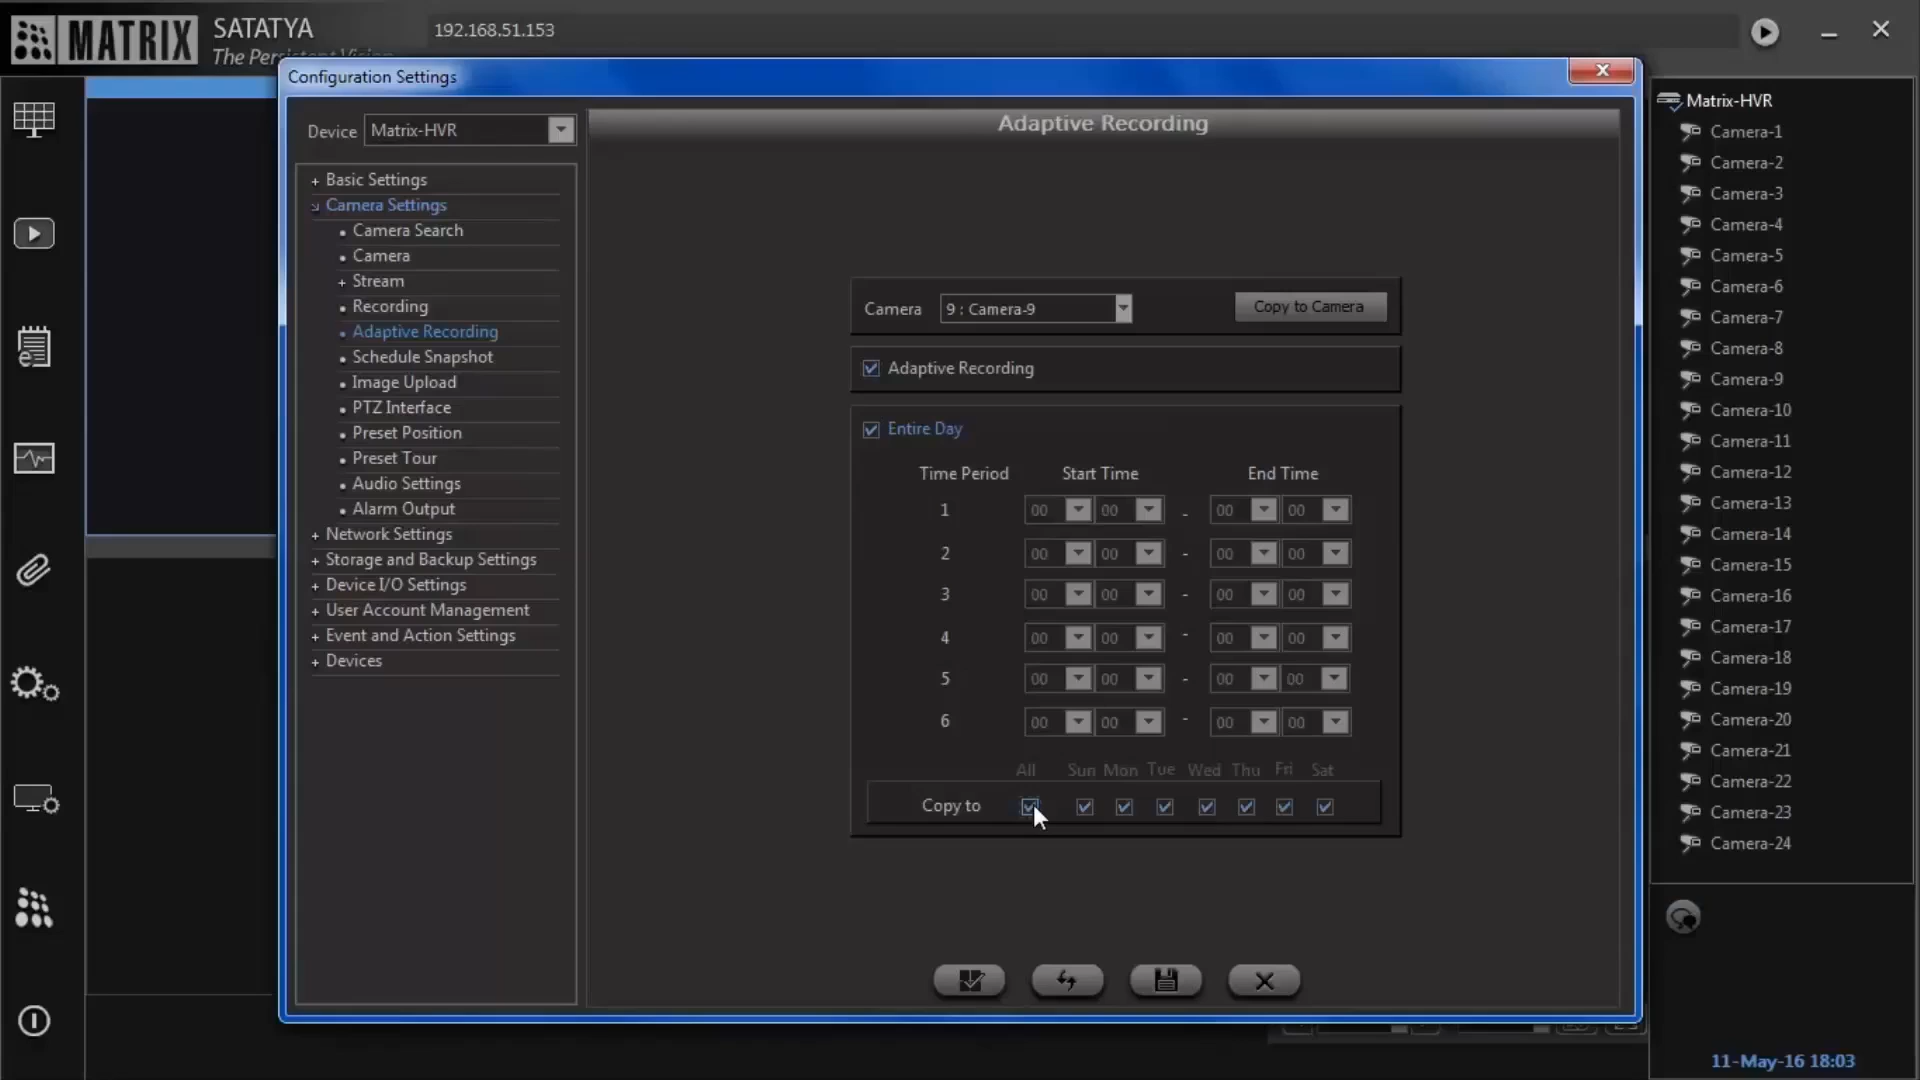 MATRIX
SATATYA
The Persistent Vision
192.168.51.153
Configuration Settings
Device Matrix-HVR
+ Basic Settings
Camera Settings
Camera Search
Camera
+ Stream
Recording
Adaptive Recording
Schedule Snapshot
Image Upload
PTZ Interface
Preset Position
Preset Tour
Audio Settings
Alarm Output
+ Network Settings
+ Storage and Backup Settings
+ Device I/O Settings
+ User Account Management
+ Event and Action Settings
+ Devices
Adaptive Recording
Camera 9 : Camera-9 Copy to Camera
Adaptive Recording
Entire Day
Time Period Start Time End Time
1 00 00 - 00 00
2 00 00 - 00 00
3 00 00 - 00 00
4 00 00 - 00 00
5 00 00 - 00 00
6 00 00 - 00 00
All Sun Mon Tue Wed Thu Fri Sat
Copy to
Matrix-HVR
Camera-1
Camera-2
Camera-3
Camera-4
Camera-5
Camera-6
Camera-7
Camera-8
Camera-9
Camera-10
Camera-11
Camera-12
Camera-13
Camera-14
Camera-15
Camera-16
Camera-17
Camera-18
Camera-19
Camera-20
Camera-21
Camera-22
Camera-23
Camera-24
11-May-16 18:03